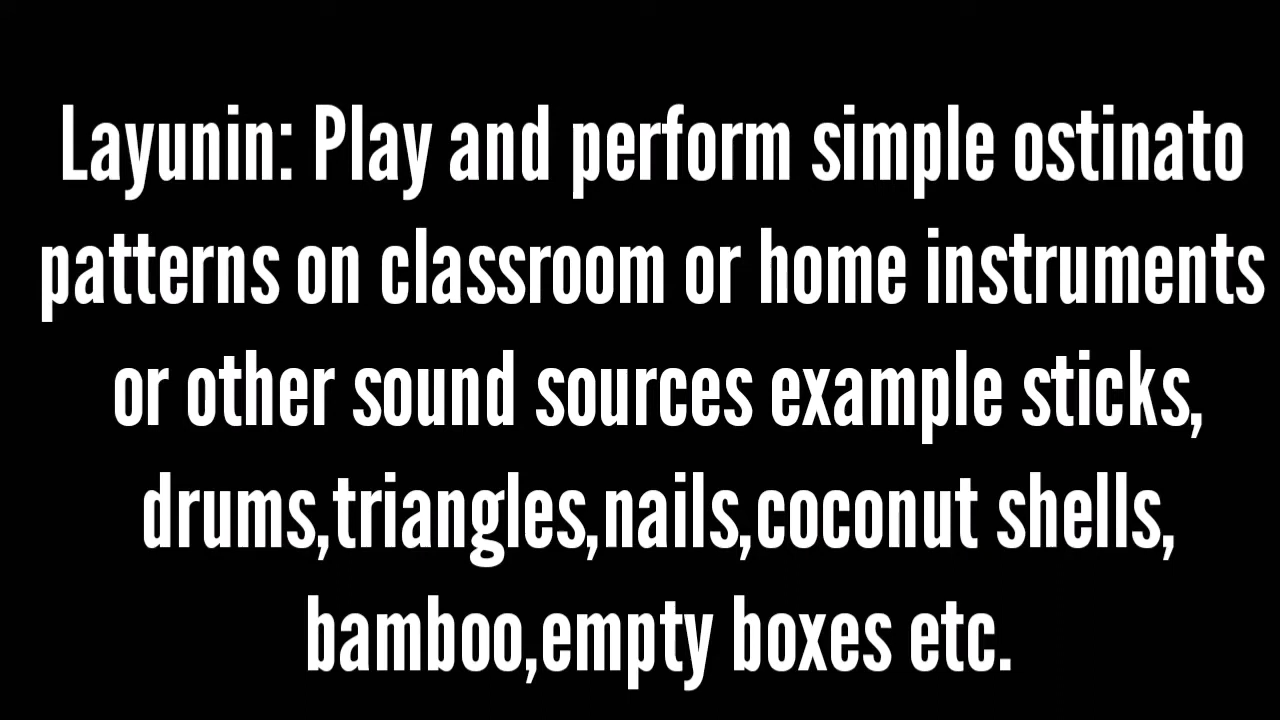 Layunin: Play and perform simple ostinato
patterns on classroom or home instruments
or other sound sources example sticks,
drums,triangles,nails,coconut shells,
bamboo,empty boxes etc.